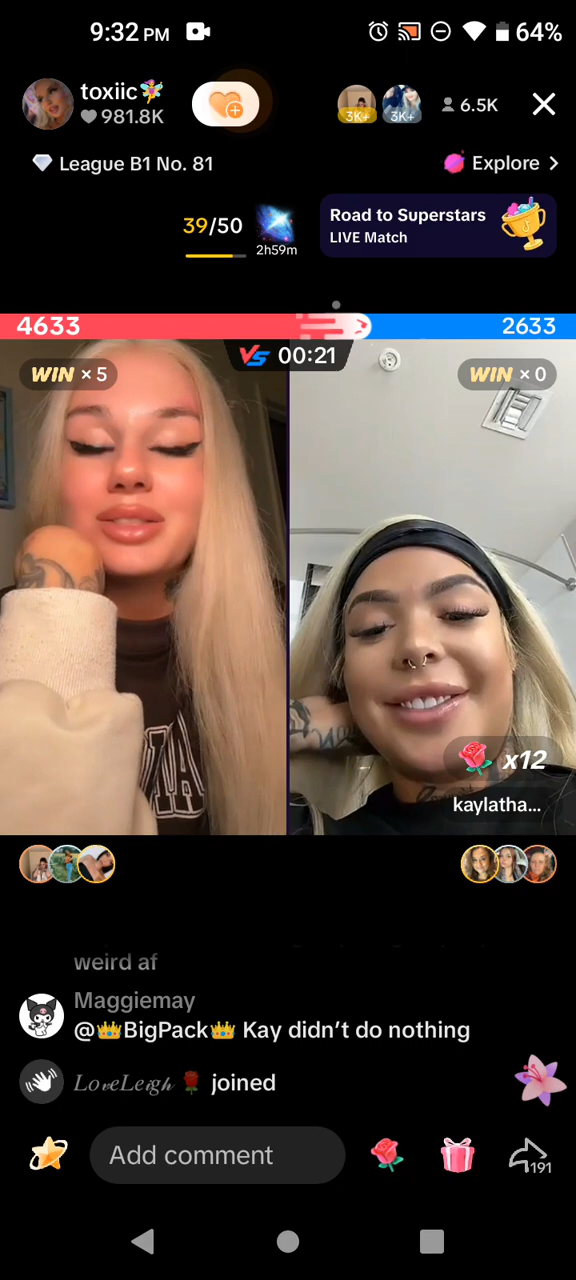 9:32 PM
64%
toxiic🧚
981.8K
3K+
3K+
6.5K
League B1 No. 81
Explore >
39/50
2h59m
Road to Superstars
LIVE Match
4633
2633
VS 00:21
WIN × 5
WIN × 0
x12
kaylatha...
weird af
Maggiemay
@👑BigPack👑 Kay didn’t do nothing
LoveLeigh🌹 joined
Add comment
191